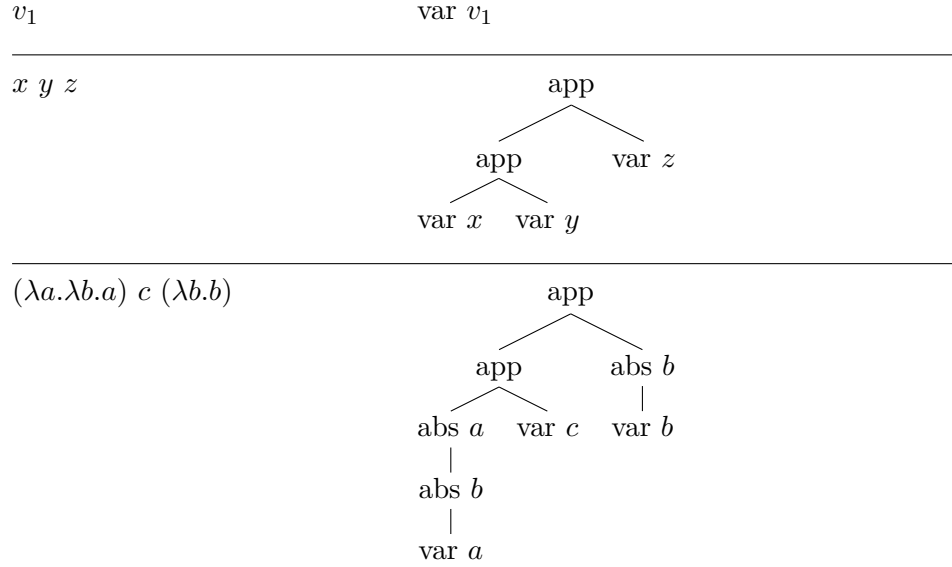 v₁ var v₁
x y z app
app var z
var x var y
(λa.λb.a) c (λb.b) app
app abs b
abs a var c var b
abs b
var a